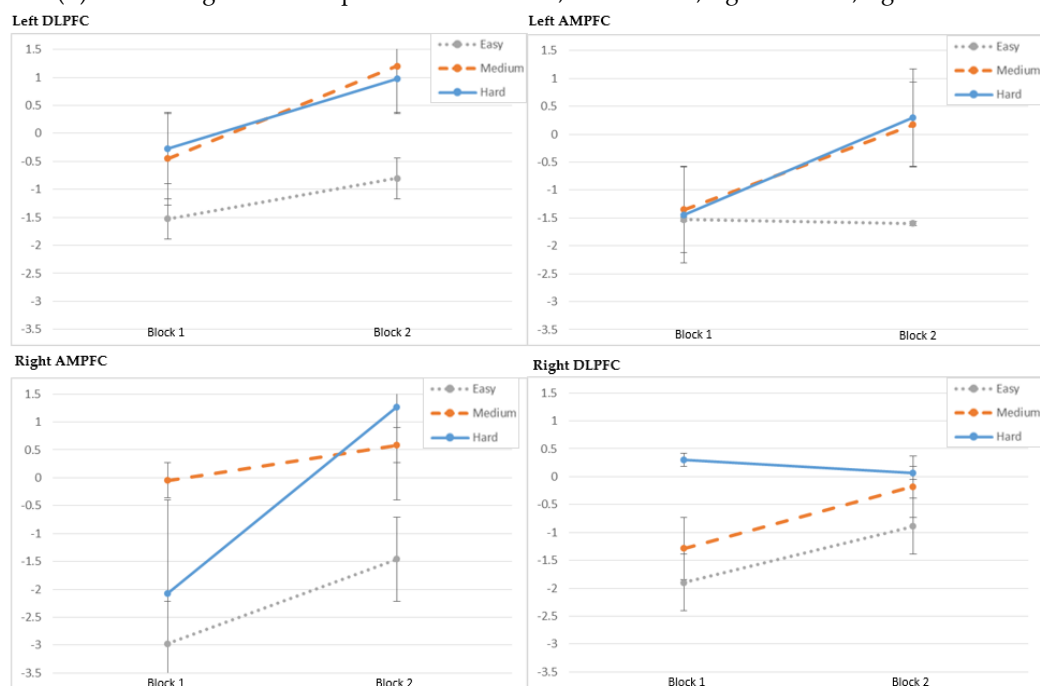 Left DLPFC
Easy
Medium
Hard
1.5
1
0.5
0
-0.5
-1
-1.5
-2
-2.5
-3
-3.5
Block 1
Block 2
Left AMPFC
Easy
Medium
Hard
1.5
1
0.5
0
-0.5
-1
-1.5
-2
-2.5
-3
-3.5
Block 1
Block 2
Right AMPFC
Easy
Medium
Hard
1.5
1
0.5
0
-0.5
-1
-1.5
-2
-2.5
-3
-3.5
Block 1
Block 2
Right DLPFC
Easy
Medium
Hard
1.5
1
0.5
0
-0.5
-1
-1.5
-2
-2.5
-3
-3.5
Block 1
Block 2